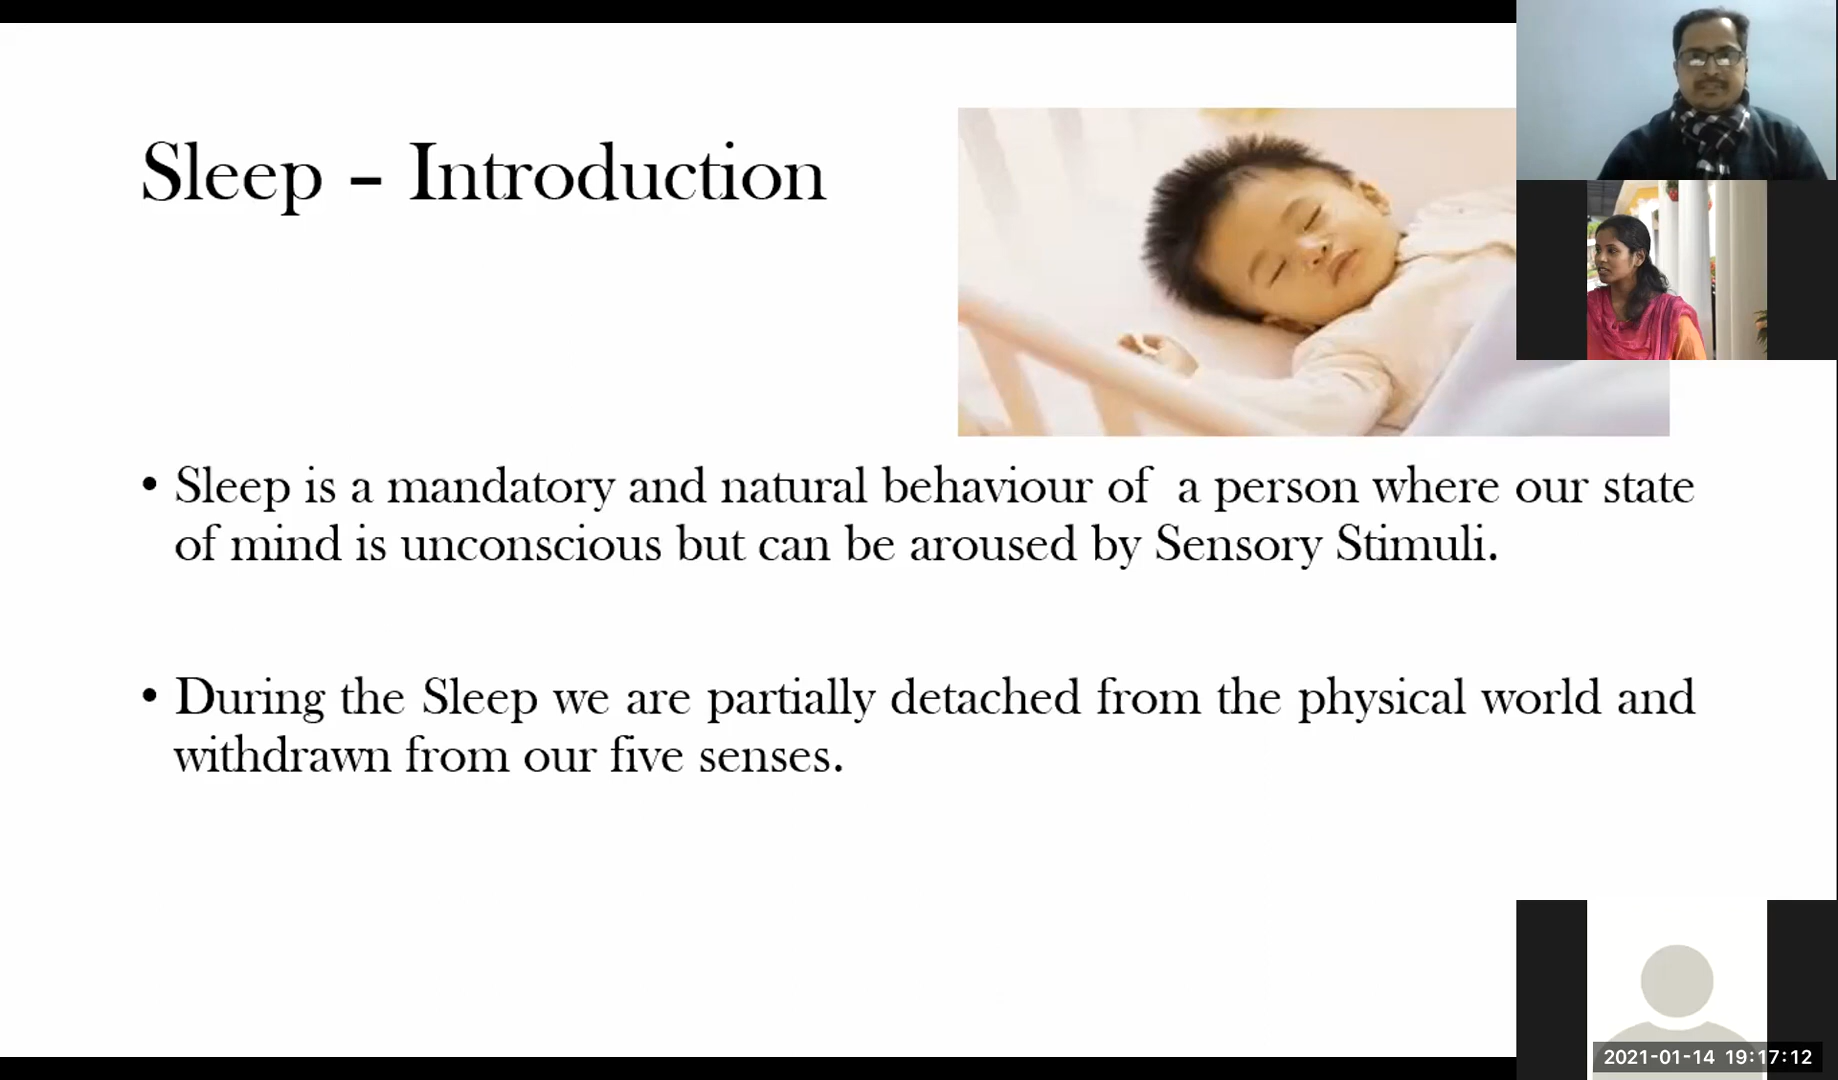 Sleep – Introduction
• Sleep is a mandatory and natural behaviour of a person where our state
of mind is unconscious but can be aroused by Sensory Stimuli.
• During the Sleep we are partially detached from the physical world and
withdrawn from our five senses.
2021-01-14 19:17:12